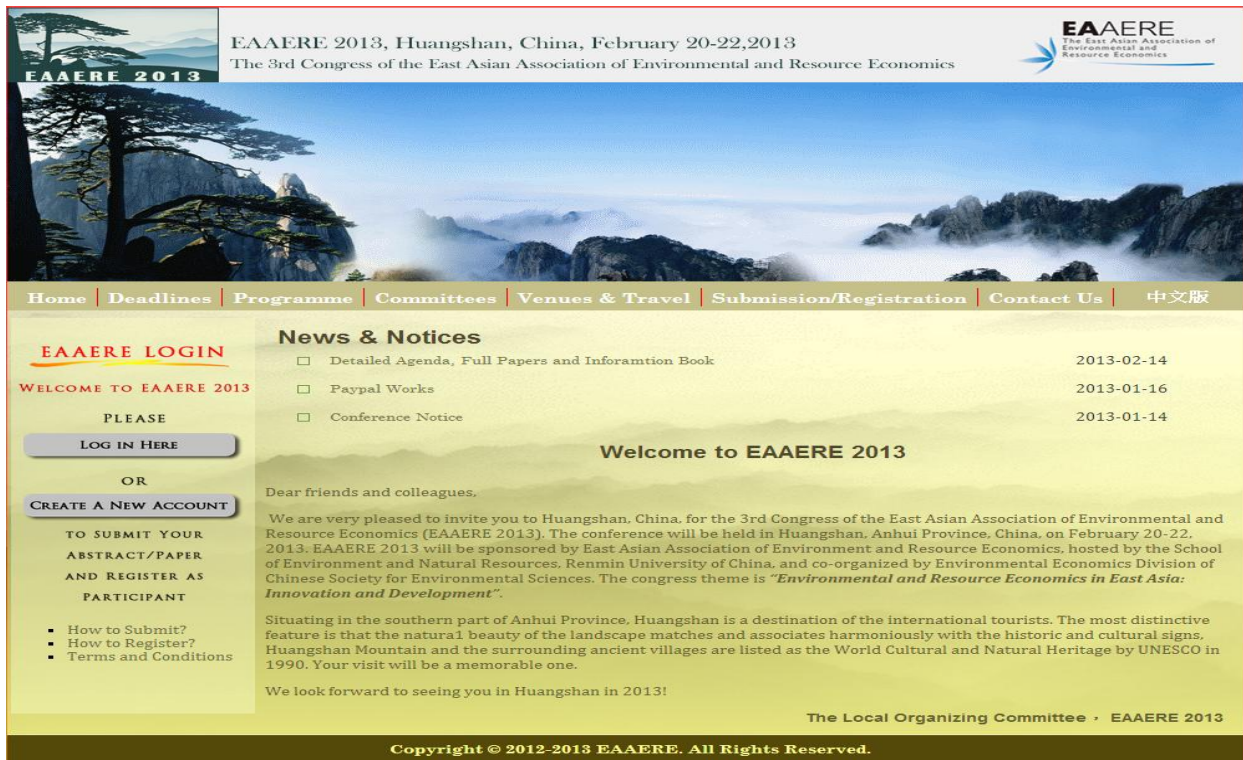 EAAERE 2013
EAAERE 2013, Huangshan, China, February 20-22,2013
The 3rd Congress of the East Asian Association of Environmental and Resource Economics
EAAERE
The East Asian Association of
Environmental and
Resource Economics
Home | Deadlines | Programme | Committees | Venues & Travel | Submission/Registration | Contact Us | 中文版
EAAERE LOGIN
WELCOME TO EAAERE 2013
PLEASE
LOG IN HERE
OR
CREATE A NEW ACCOUNT
TO SUBMIT YOUR
ABSTRACT/PAPER
AND REGISTER AS
PARTICIPANT
How to Submit?
How to Register?
Terms and Conditions
News & Notices
Detailed Agenda, Full Papers and Inforamtion Book 2013-02-14
Paypal Works 2013-01-16
Conference Notice 2013-01-14
Welcome to EAAERE 2013
Dear friends and colleagues,
We are very pleased to invite you to Huangshan, China, for the 3rd Congress of the East Asian Association of Environmental and
Resource Economics (EAAERE 2013). The conference will be held in Huangshan, Anhui Province, China, on February 20-22,
2013. EAAERE 2013 will be sponsored by East Asian Association of Environment and Resource Economics, hosted by the School
of Environment and Natural Resources, Renmin University of China, and co-organized by Environmental Economics Division of
Chinese Society for Environmental Sciences. The congress theme is "Environmental and Resource Economics in East Asia:
Innovation and Development".
Situating in the southern part of Anhui Province, Huangshan is a destination of the international tourists. The most distinctive
feature is that the natura1 beauty of the landscape matches and associates harmoniously with the historic and cultural signs,
Huangshan Mountain and the surrounding ancient villages are listed as the World Cultural and Natural Heritage by UNESCO in
1990. Your visit will be a memorable one.
We look forward to seeing you in Huangshan in 2013!
The Local Organizing Committee , EAAERE 2013
Copyright © 2012-2013 EAAERE. All Rights Reserved.